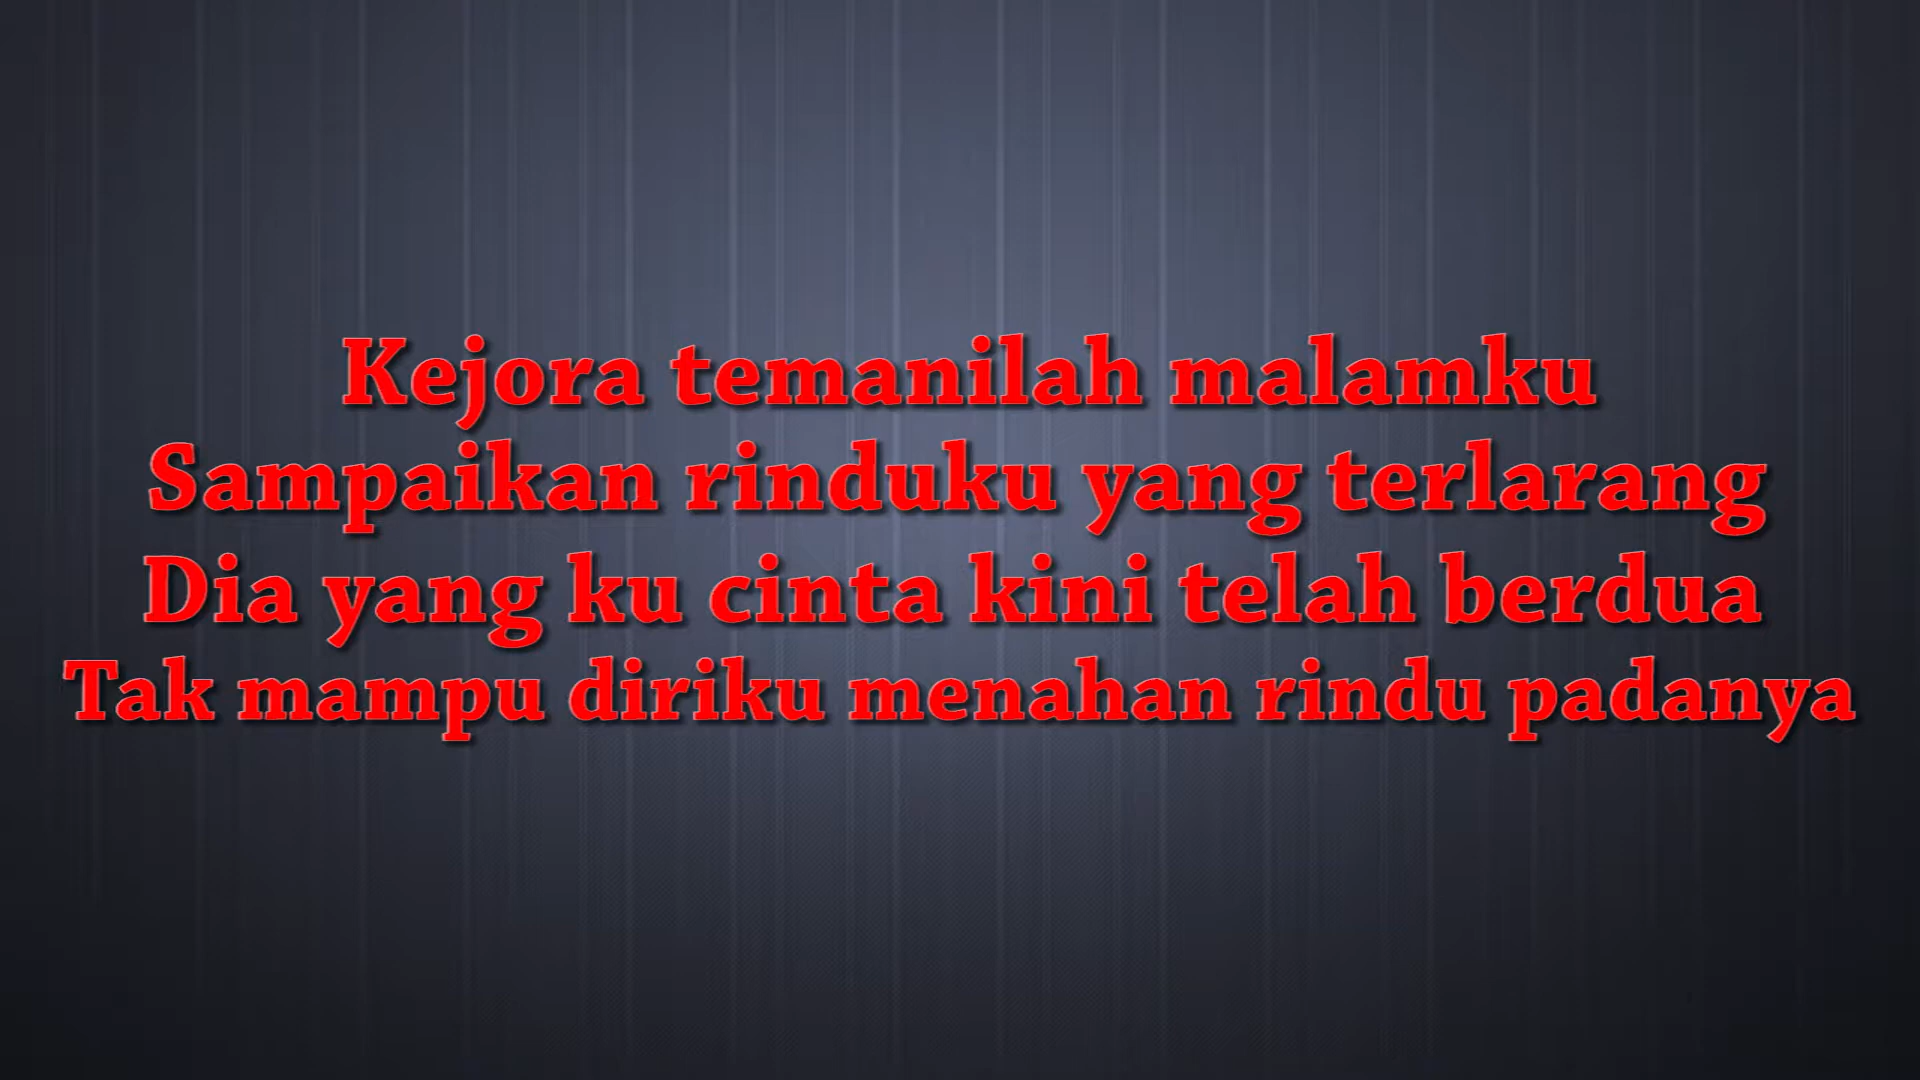 Kejora temanilah malamku
Sampaikan rinduku yang terlarang
Dia yang ku cinta kini telah berdua
Tak mampu diriku menahan rindu padanya